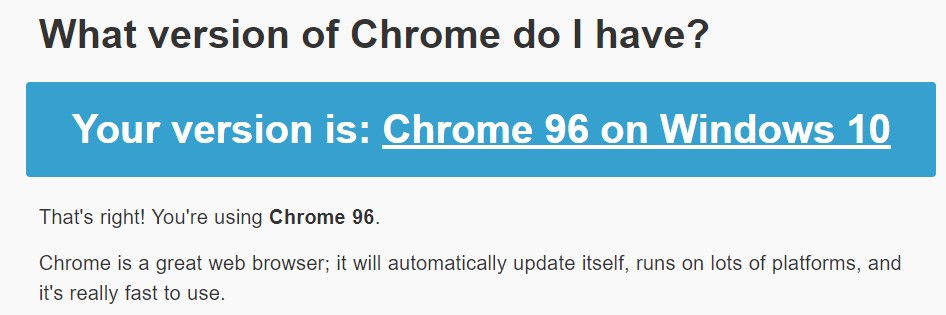 What version of Chrome do I have?
Your version is: Chrome 96 on Windows 10
That's right! You're using Chrome 96.
Chrome is a great web browser; it will automatically update itself, runs on lots of platforms, and
it's really fast to use.